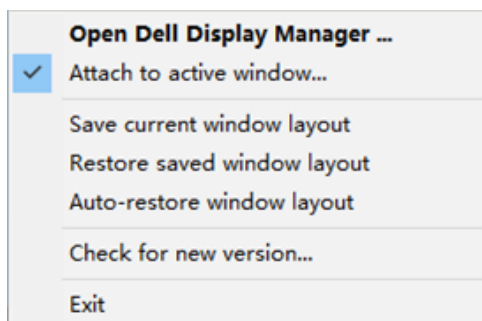 Open Dell Display Manager ...
Attach to active window...
Save current window layout
Restore saved window layout
Auto-restore window layout
Check for new version...
Exit